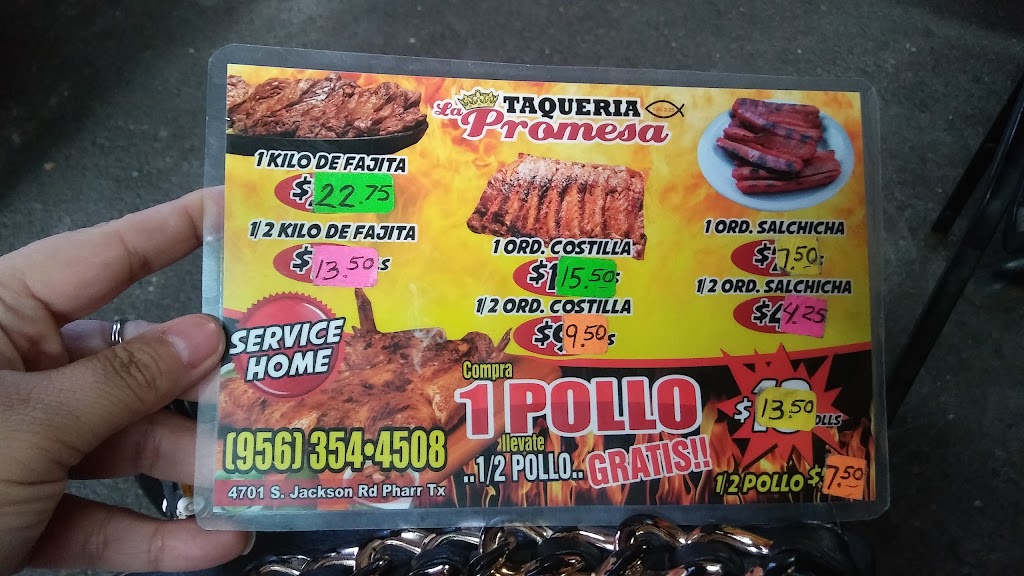 La TAQUERIA
Promesa
1 KILO DE FAJITA
$22.75
1/2 KILO DE FAJITA
$13.50
1 ORD. COSTILLA
$15.50
1/2 ORD. COSTILLA
$9.50
1 ORD. SALCHICHA
$7.50
1/2 ORD. SALCHICHA
$4.25
SERVICE
HOME
(956) 354•4508
4701 S. Jackson Rd Pharr Tx
Compra
1 POLLO
llevate
..1/2 POLLO.. GRATIS!!
$13.50 DLLS
1/2 POLLO $7.50